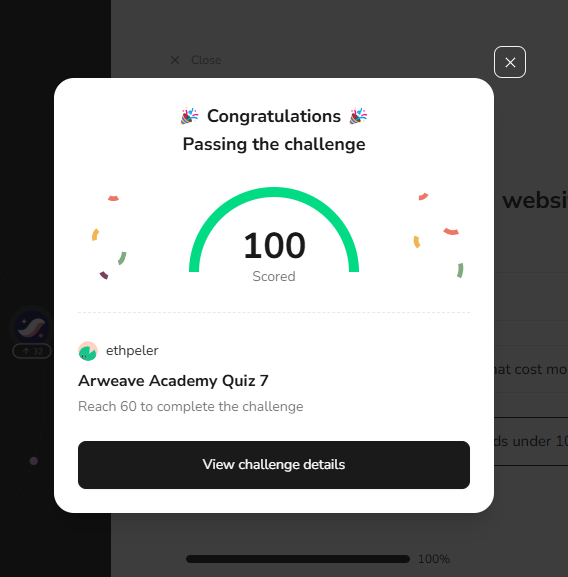 Close
Congratulations
Passing the challenge
websi
100
Scored
32
ethpeler
hat cost mo
Arweave Academy Quiz 7
Reach 60 to complete the challenge
ds under 10
View challenge details
100%